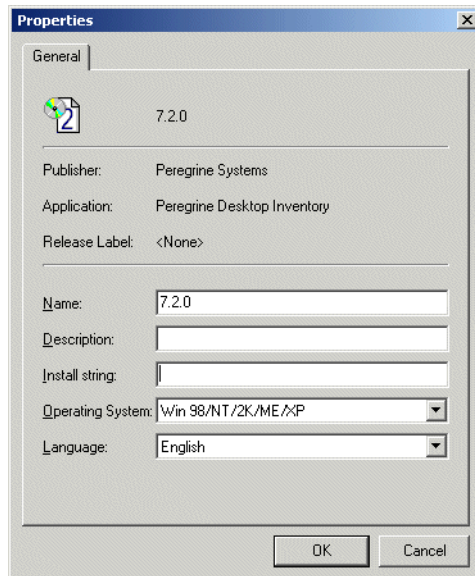 Properties
General
2
7.2.0
Publisher: Peregrine Systems
Application: Peregrine Desktop Inventory
Release Label: <None>
Name: 7.2.0
Description:
Install string:
Operating System: Win 98/NT/2K/ME/XP
Language: English
OK Cancel